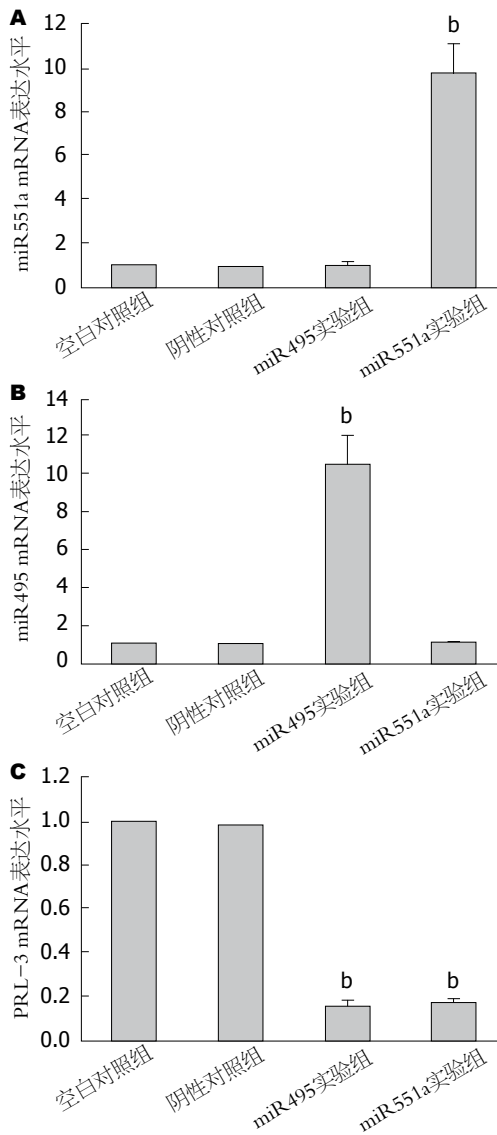 A
miR551a mRNA表达水平
12
10
8
6
4
2
0
b
空白对照组
阴性对照组
miR495实验组
miR551a实验组
B
miR495 mRNA表达水平
14
12
10
8
6
4
2
0
b
空白对照组
阴性对照组
miR495实验组
miR551a实验组
C
PRL-3 mRNA表达水平
1.2
1.0
0.8
0.6
0.4
0.2
0.0
b
b
空白对照组
阴性对照组
miR495实验组
miR551a实验组